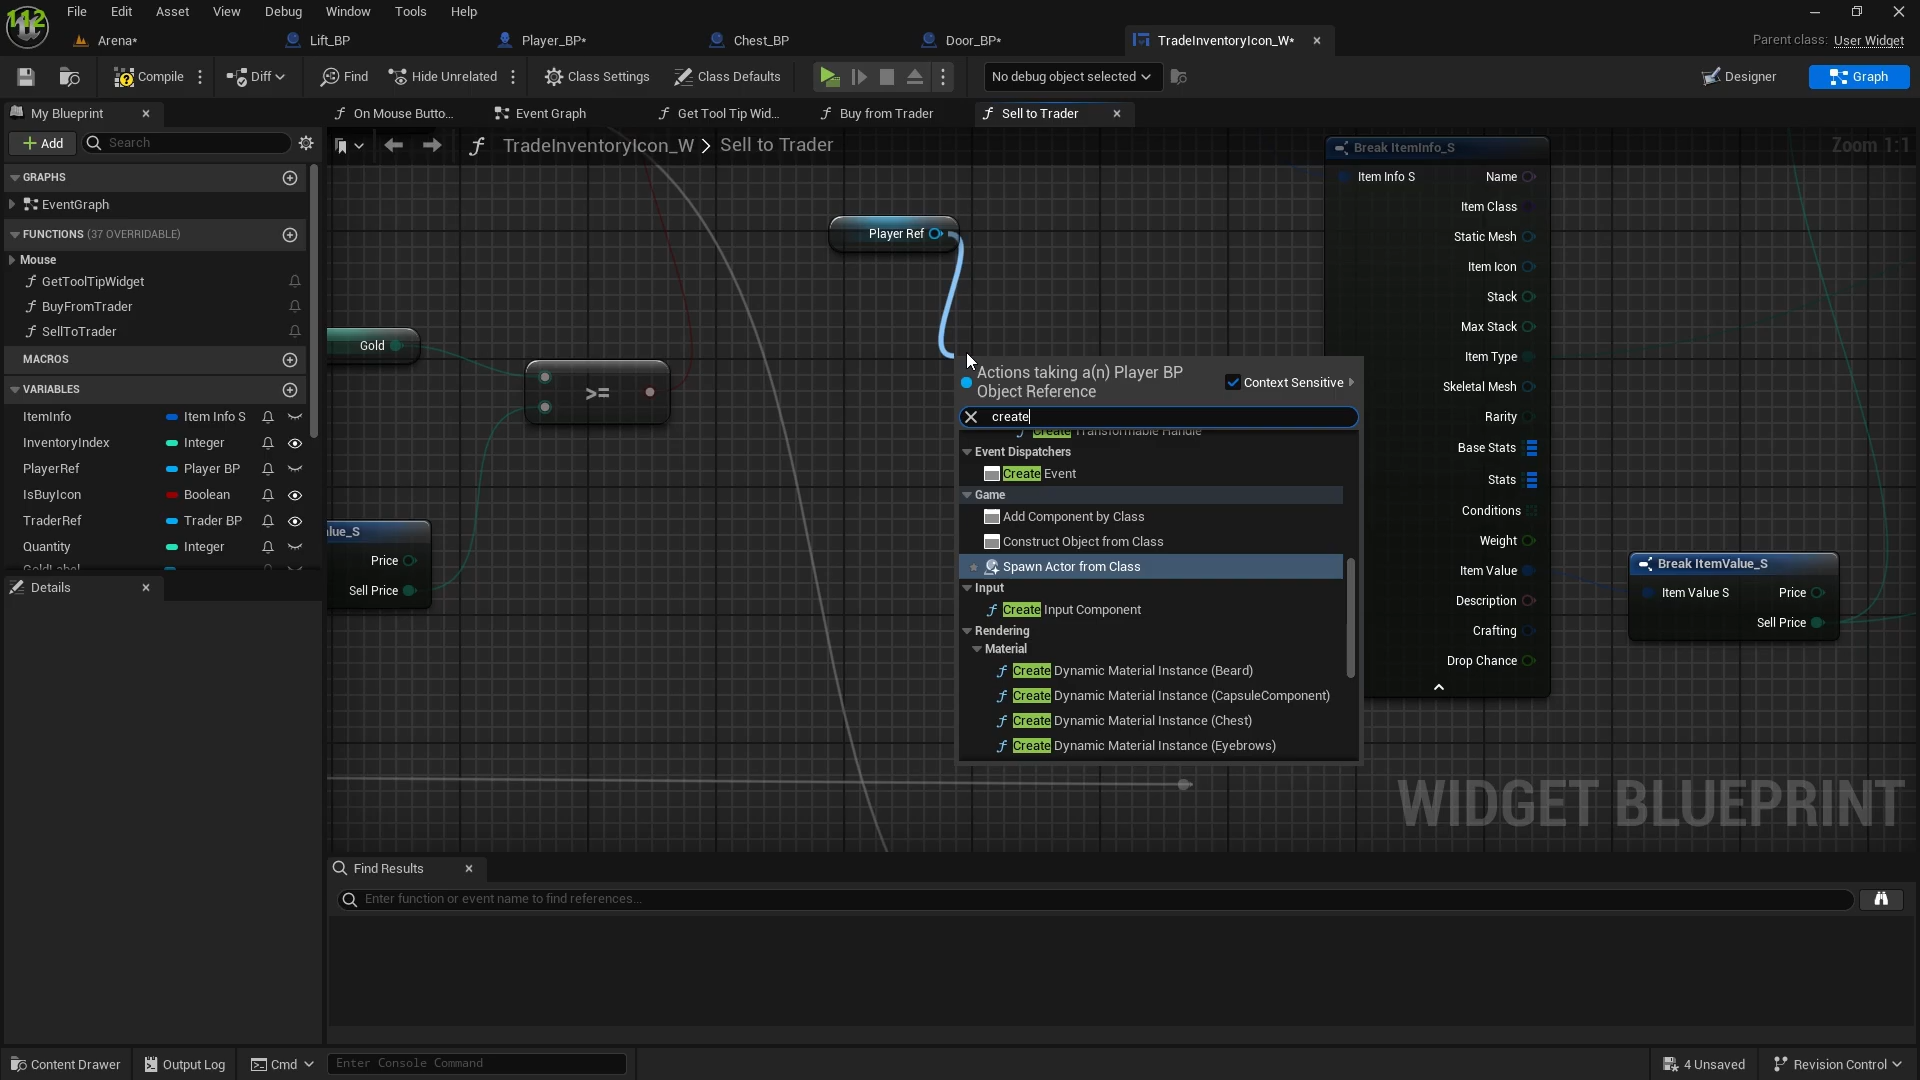 112
File Edit Asset View Debug Window Tools Help
Arena* Lift_BP Player_BP* Chest_BP Door_BP* TradeInventoryIcon_W* Parent class: User Widget
Compile Diff Find Hide Unrelated Class Settings Class Defaults No debug object selected Designer Graph
My Blueprint On Mouse Butto... Event Graph Get Tool Tip Wid... Buy from Trader Sell to Trader
Add Search TradeInventoryIcon_W > Sell to Trader Zoom 1:1
GRAPHS
EventGraph
FUNCTIONS (37 OVERRIDABLE)
Mouse
GetToolTipWidget
BuyFromTrader
SellToTrader
MACROS
VARIABLES
ItemInfo Item Info S
InventoryIndex Integer
PlayerRef Player BP
IsBuyIcon Boolean
TraderRef Trader BP
Quantity Integer
Details
Player Ref
Gold
>=
Price
Sell Price
Actions taking a(n) Player BP
Object Reference
Context Sensitive
create
Create Transformable Handle
Event Dispatchers
Create Event
Game
Add Component by Class
Construct Object from Class
Spawn Actor from Class
Input
Create Input Component
Rendering
Material
Create Dynamic Material Instance (Beard)
Create Dynamic Material Instance (CapsuleComponent)
Create Dynamic Material Instance (Chest)
Create Dynamic Material Instance (Eyebrows)
Break ItemInfo_S
Item Info S Name
Item Class
Static Mesh
Item Icon
Stack
Max Stack
Item Type
Skeletal Mesh
Rarity
Base Stats
Stats
Conditions
Weight
Item Value
Description
Crafting
Drop Chance
Break ItemValue_S
Item Value S Price
Sell Price
WIDGET BLUEPRINT
Find Results
Enter function or event name to find references...
Content Drawer Output Log Cmd Enter Console Command 4 Unsaved Revision Control